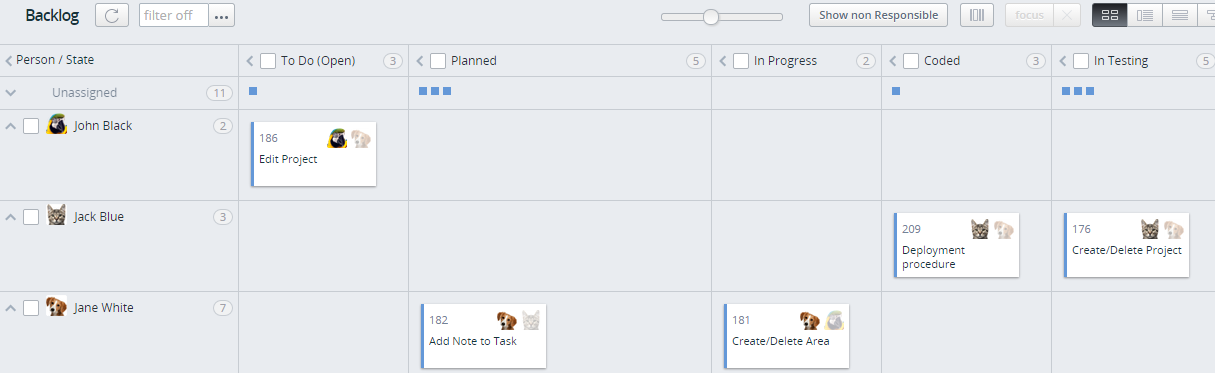 Backlog
filter off
...
Show non Responsible
focus
Person / State
To Do (Open) 3
Planned 5
In Progress 2
Coded 3
In Testing 5
Unassigned 11
John Black 2
186
Edit Project
Jack Blue 3
209
Deployment
procedure
176
Create/Delete Project
Jane White 7
182
Add Note to Task
181
Create/Delete Area